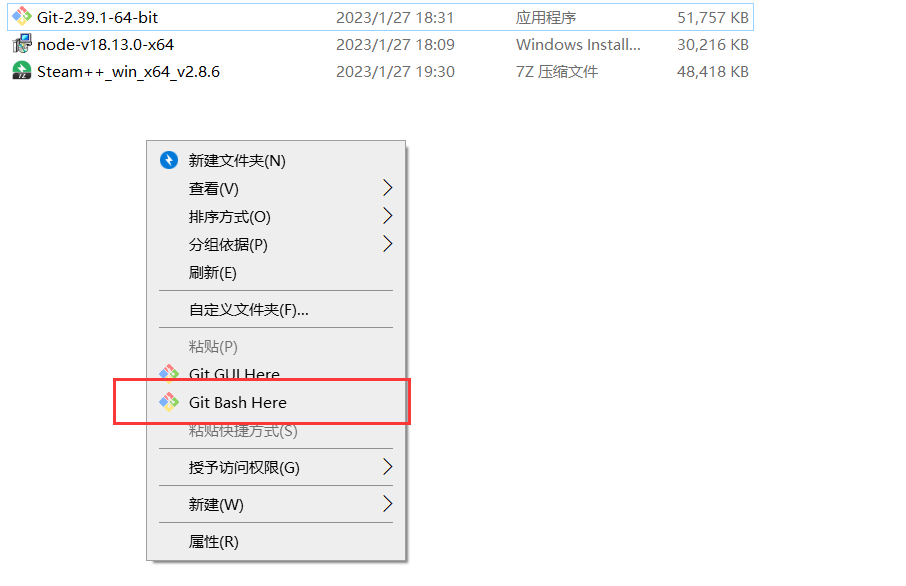 Git-2.39.1-64-bit 2023/1/27 18:31 应用程序 51,757 KB
node-v18.13.0-x64 2023/1/27 18:09 Windows Install... 30,216 KB
Steam++_win_x64_v2.8.6 2023/1/27 19:30 7Z 压缩文件 48,418 KB
新建文件夹(N)
查看(V)
排序方式(O)
分组依据(P)
刷新(E)
自定义文件夹(F)...
粘贴(P)
Git GUI Here
Git Bash Here
粘贴快捷方式(S)
授予访问权限(G)
新建(W)
属性(R)